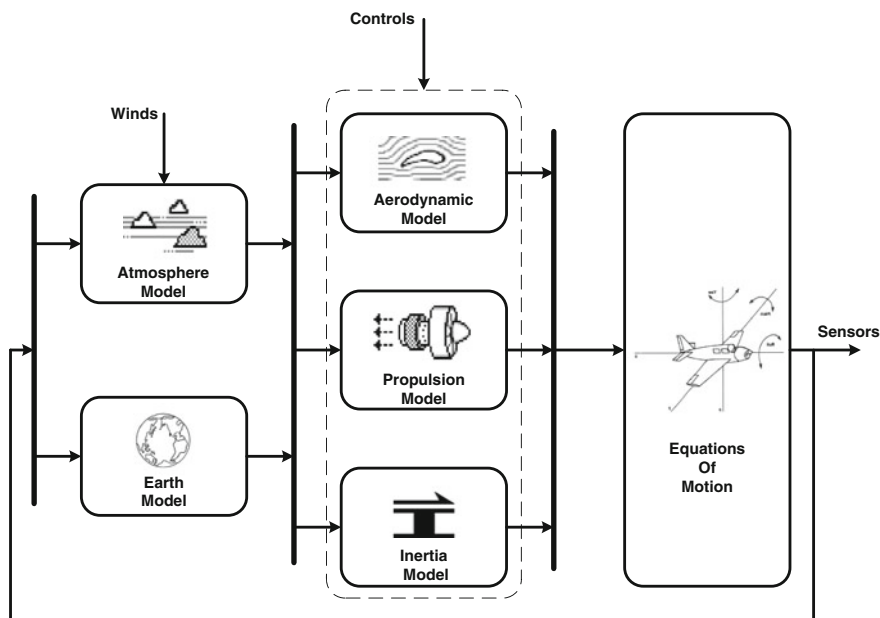 Controls
Winds
Aerodynamic
Model
Atmosphere
Model
Propulsion
Model
Sensors
Equations
Of
Motion
Earth
Model
Inertia
Model